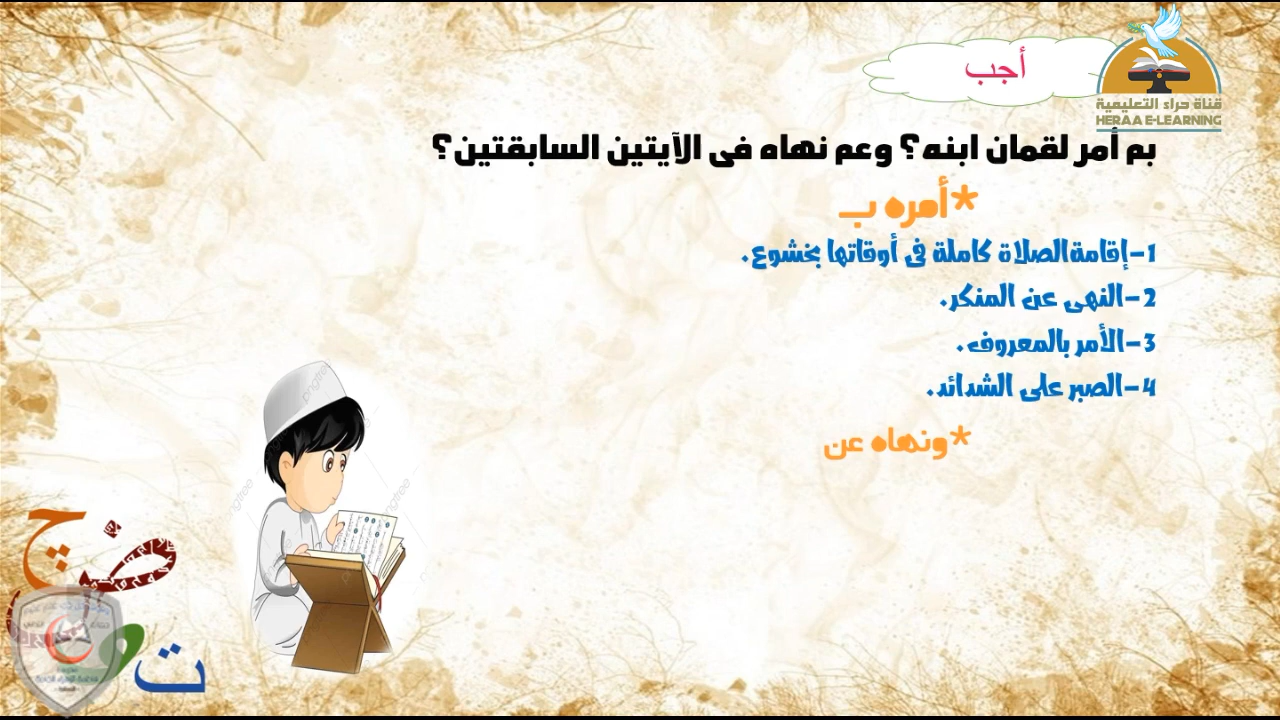 أجب
قناة حراء التعليمية
HERAA E-LEARNING
بم أمر لقمان ابنه؟ وعم نهاه فى الآيتين السابقتين؟
*أمره ب
1-إقامة الصلاة كاملة فى أوقاتها بخشوع.
2-النهى عن المنكر.
3-الأمر بالمعروف.
4-الصبر على الشدائد.
*ونهاه عن
ج
ض
و
ت